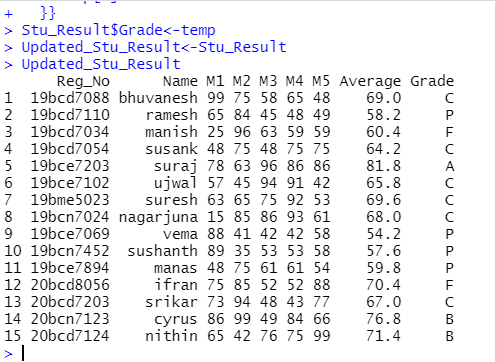 + }}
> Stu_Result$Grade<-temp
> Updated_Stu_Result<-Stu_Result
> Updated_Stu_Result
Reg_No Name M1 M2 M3 M4 M5 Average Grade
1 19bcd7088 bhuvanesh 99 75 58 65 48 69.0 C
2 19bcd7110 ramesh 65 84 45 48 49 58.2 P
3 19bcd7034 manish 25 96 63 59 59 60.4 F
4 19bcd7054 susank 48 75 48 75 75 64.2 C
5 19bce7203 suraj 78 63 96 86 86 81.8 A
6 19bce7102 ujwal 57 45 94 91 42 65.8 C
7 19bme5023 suresh 63 65 75 92 53 69.6 C
8 19bcn7024 nagarjuna 15 85 86 93 61 68.0 C
9 19bce7069 vema 88 41 42 42 58 54.2 P
10 19bcn7452 sushanth 89 35 53 53 58 57.6 P
11 19bce7894 manas 48 75 61 61 54 59.8 P
12 20bcd8056 ifran 75 85 52 52 88 70.4 F
13 20bcd7203 srikar 73 94 48 43 77 67.0 C
14 20bcn7123 cyrus 86 99 49 84 66 76.8 B
15 20bcd7124 nithin 65 42 76 75 99 71.4 B
>